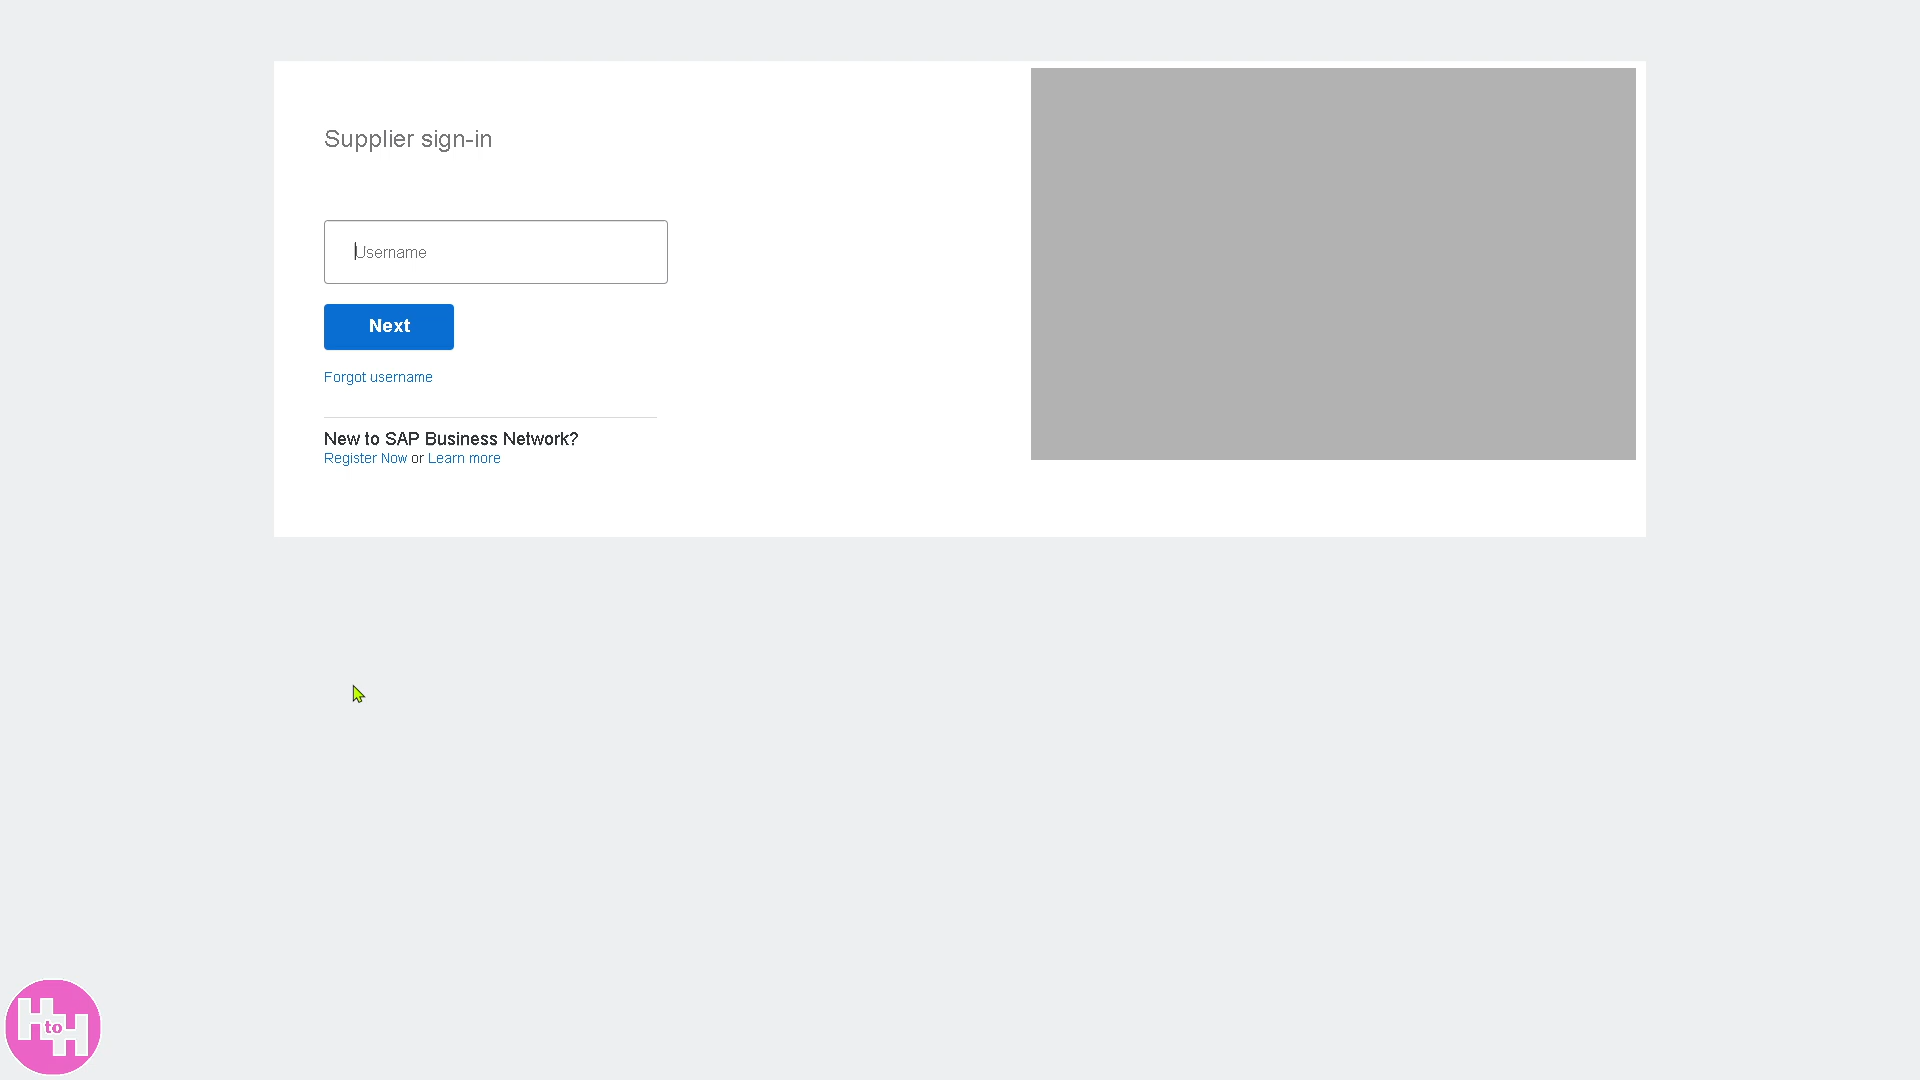 Supplier sign-in
Username
Next
Forgot username
New to SAP Business Network?
Register Now or Learn more
H to H